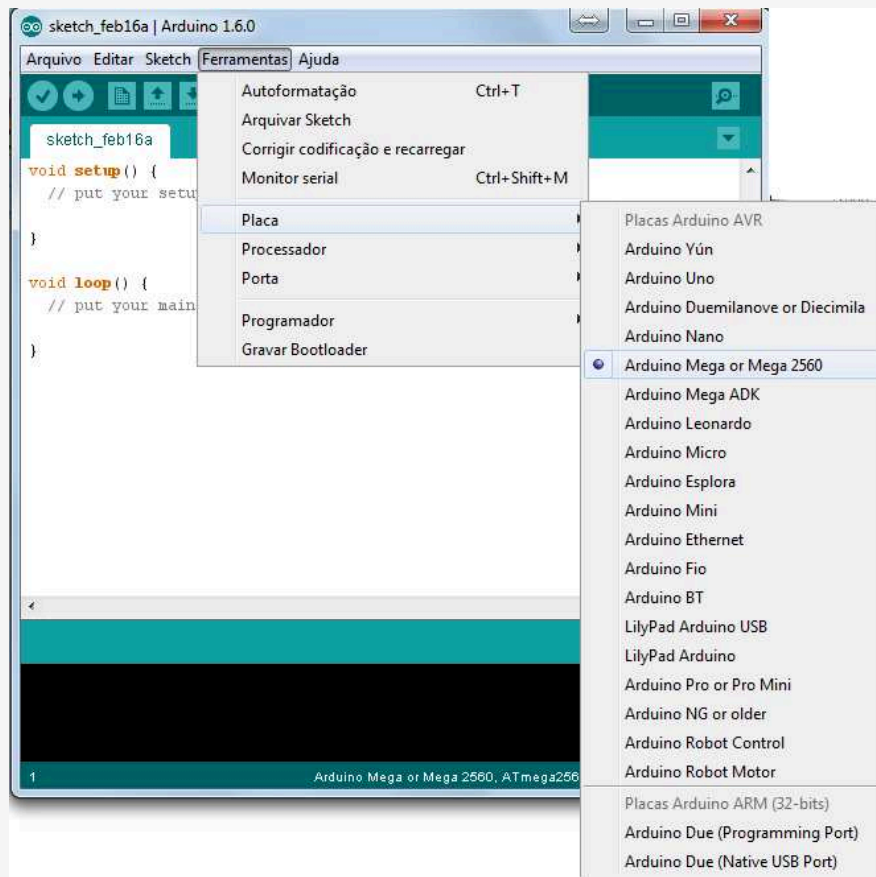 sketch_feb16a | Arduino 1.6.0
Arquivo Editar Sketch Ferramentas Ajuda
sketch_feb16a
void setup() {
// put your setu
}
void loop() {
// put your main
}
Autoformatação Ctrl+T
Arquivar Sketch
Corrigir codificação e recarregar
Monitor serial Ctrl+Shift+M
Placa
Processador
Porta
Programador
Gravar Bootloader
Placas Arduino AVR
Arduino Yún
Arduino Uno
Arduino Duemilanove or Diecimila
Arduino Nano
Arduino Mega or Mega 2560
Arduino Mega ADK
Arduino Leonardo
Arduino Micro
Arduino Esplora
Arduino Mini
Arduino Ethernet
Arduino Fio
Arduino BT
LilyPad Arduino USB
LilyPad Arduino
Arduino Pro or Pro Mini
Arduino NG or older
Arduino Robot Control
Arduino Robot Motor
Placas Arduino ARM (32-bits)
Arduino Due (Programming Port)
Arduino Due (Native USB Port)
1 Arduino Mega or Mega 2560, ATmega256